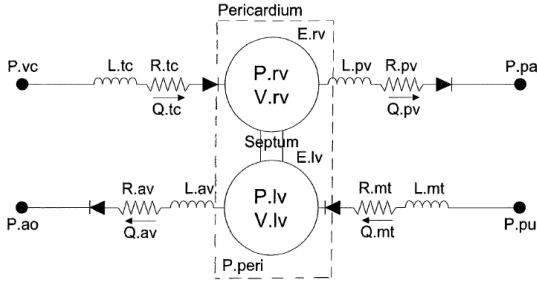 Pericardium
E.rv
P.vc
L.tc
R.tc
P.rv
V.rv
L.pv
R.pv
P.pa
Q.tc
Q.pv
Septum
E.lv
R.av
L.av
P.lv
V.lv
R.mt
L.mt
P.ao
Q.av
Q.mt
P.pu
P.peri